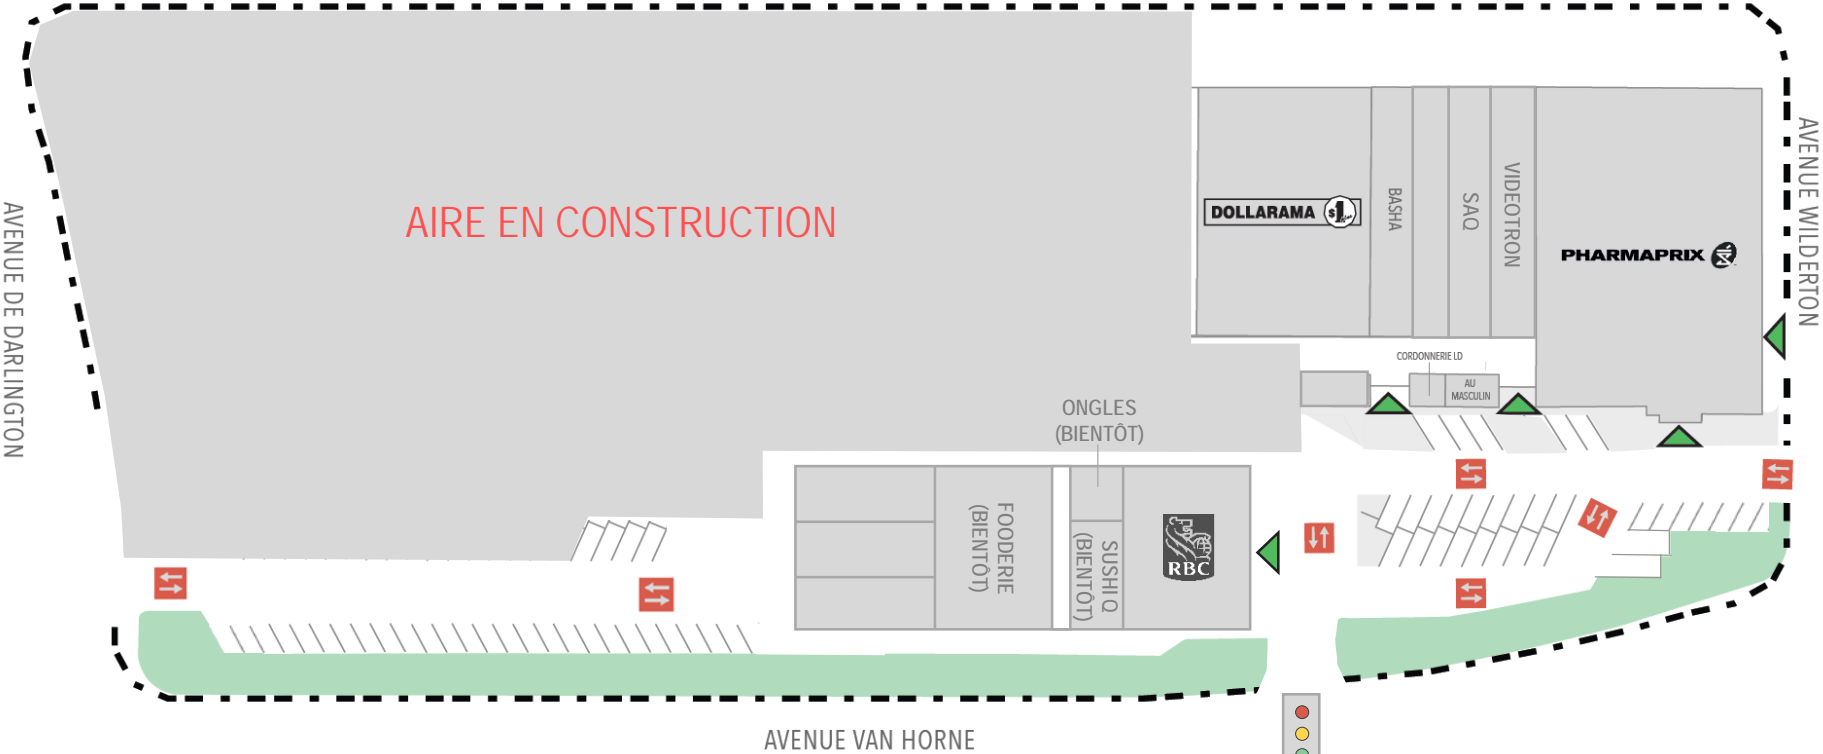 AVENUE DE DARLINGTON
AIRE EN CONSTRUCTION
DOLLARAMA $1
BASHA
SAQ
VIDEOTRON
PHARMAPRIX
AVENUE WILDERTON
CORDONNERIE LD
AU
MASCULIN
ONGLES
(BIENTÔT)
FOODERIE
(BIENTÔT)
SUSHI Q
(BIENTÔT)
RBC
AVENUE VAN HORNE